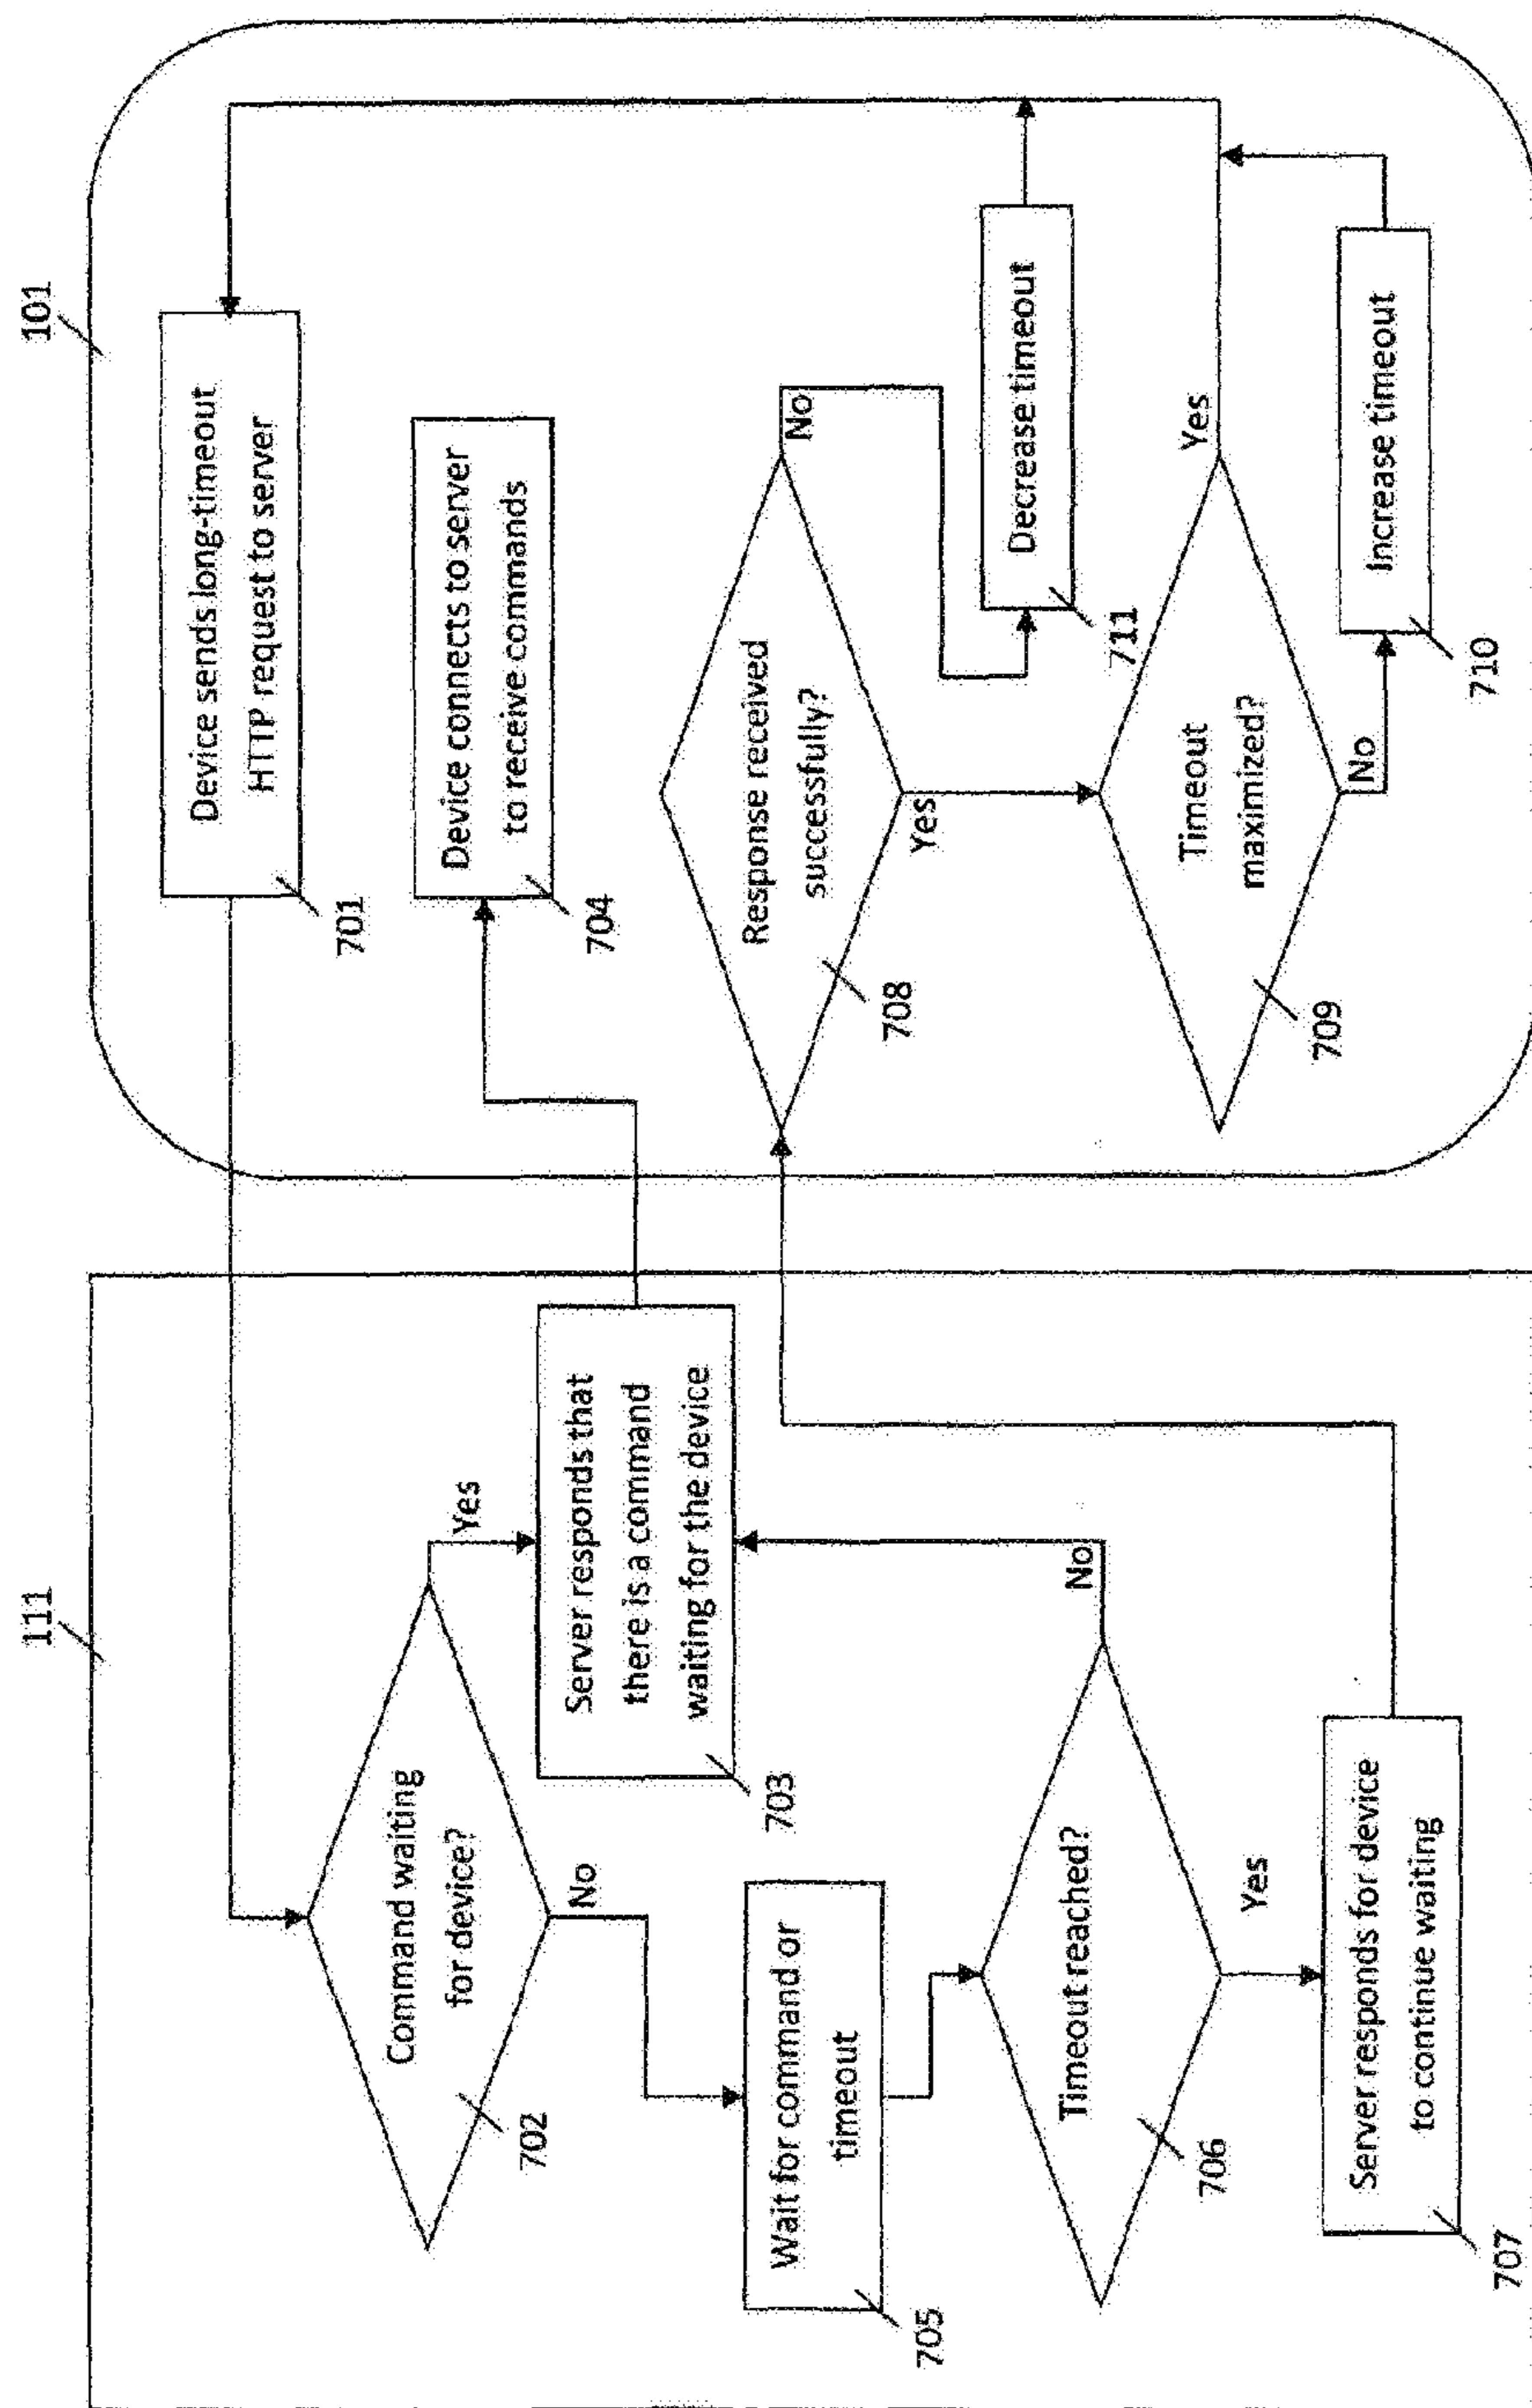 111
101
Command waiting
for device?
702
Yes
No
Server responds that
there is a command
waiting for the device
703
Wait for command or
timeout
705
Timeout reached?
706
No
Yes
Server responds for device
to continue waiting
707
Device sends long-timeout
HTTP request to server
701
Device connects to server
to receive commands
704
Response received
successfully?
708
No
Yes
Decrease timeout
711
Timeout
maximized?
709
Yes
No
Increase timeout
710